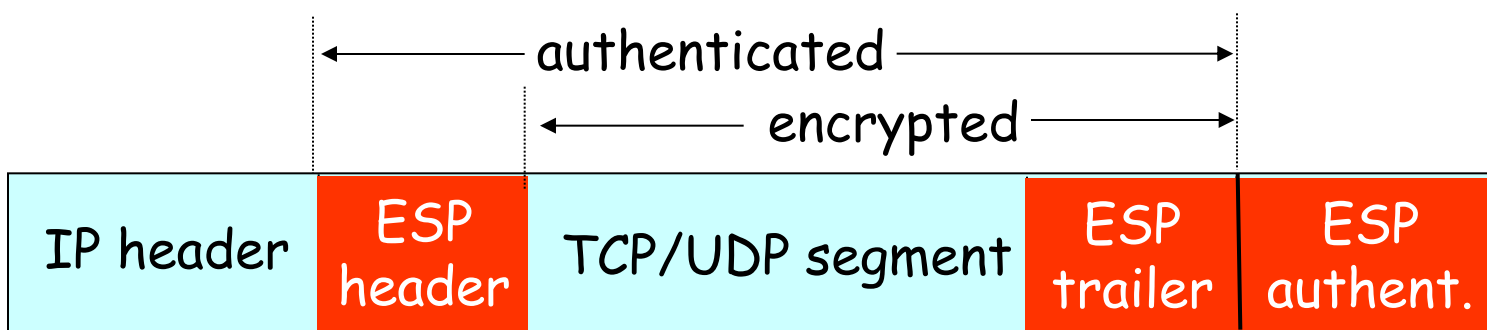 authenticated
encrypted
IP header
ESP
header
TCP/UDP segment
ESP
trailer
ESP
authent.